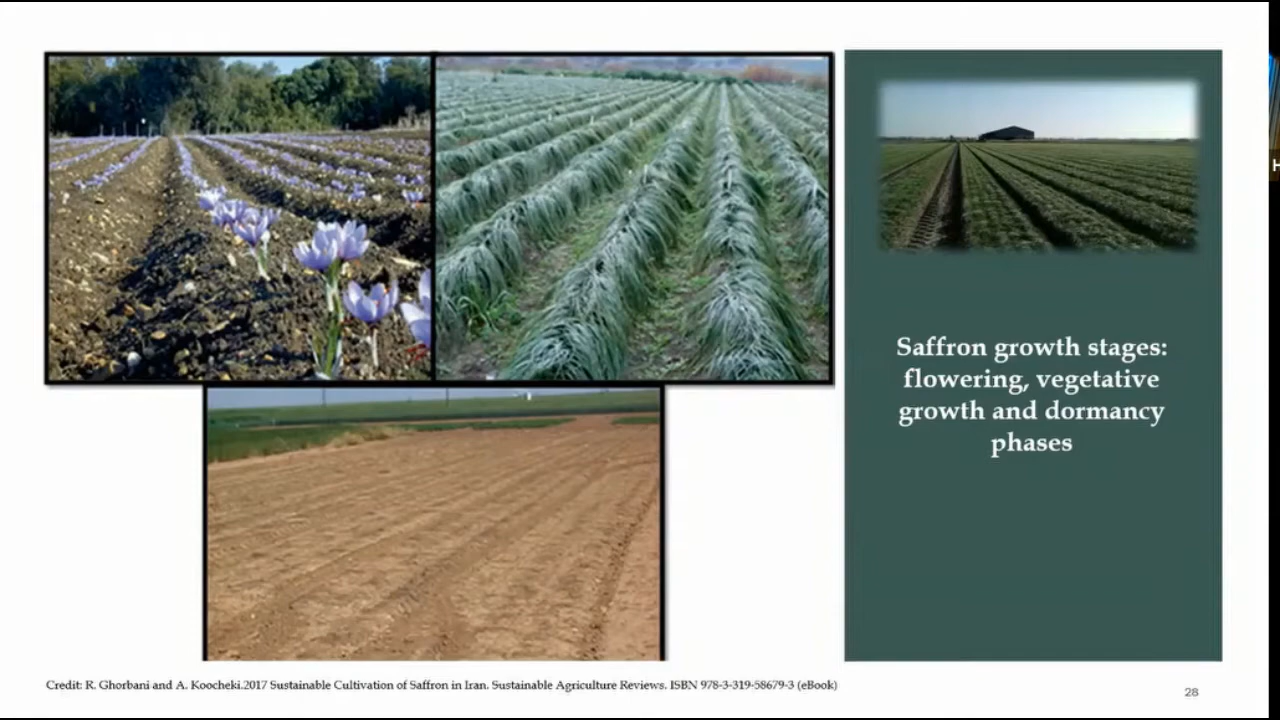 Saffron growth stages:
flowering, vegetative
growth and dormancy
phases
Credit: R. Ghorbani and A. Koocheki.2017 Sustainable Cultivation of Saffron in Iran. Sustainable Agriculture Reviews. ISBN 978-3-319-58679-3 (eBook)
28
H